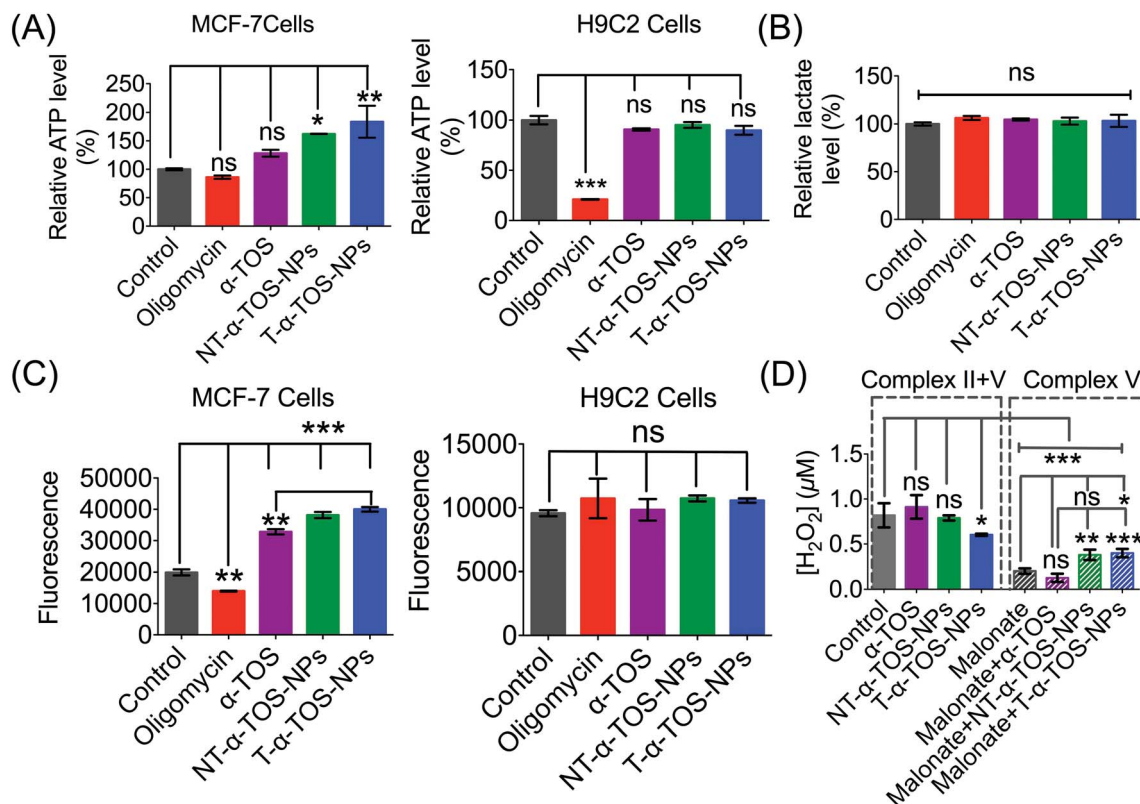 (A)
MCF-7Cells
Relative ATP level
(%)
250
200
150
100
50
0
ns
ns
*
**
Control
Oligomycin
α-TOS
NT-α-TOS-NPs
T-α-TOS-NPs
H9C2 Cells
Relative ATP level
(%)
150
100
50
0
***
ns
ns
ns
Control
Oligomycin
α-TOS
NT-α-TOS-NPs
T-α-TOS-NPs
(B)
Relative lactate
level (%)
150
100
50
0
ns
Control
Oligomycin
α-TOS
NT-α-TOS-NPs
T-α-TOS-NPs
(C)
MCF-7 Cells
Fluorescence
50000
40000
30000
20000
10000
0
***
**
**
Control
Oligomycin
α-TOS
NT-α-TOS-NPs
T-α-TOS-NPs
H9C2 Cells
Fluorescence
15000
10000
5000
0
ns
Control
Oligomycin
α-TOS
NT-α-TOS-NPs
T-α-TOS-NPs
(D)
Complex II+V
Complex V
[H₂O₂] (μM)
1.5
1.0
0.5
0.0
ns
ns
*
***
ns
*
ns
**
***
Control
α-TOS
NT-α-TOS-NPs
T-α-TOS-NPs
Malonate
Malonate+α-TOS
Malonate+NT-α-TOS-NPs
Malonate+T-α-TOS-NPs